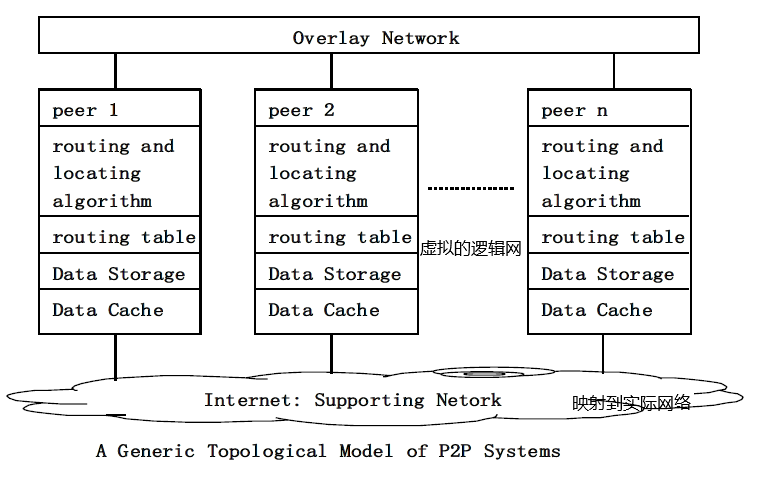 Overlay Network
peer 1
routing and
locating
algorithm
routing table
Data Storage
Data Cache
peer 2
routing and
locating
algorithm
routing table
Data Storage
Data Cache
虚拟的逻辑网
peer n
routing and
locating
algorithm
routing table
Data Storage
Data Cache
Internet: Supporting Netork
映射到实际网络
A Generic Topological Model of P2P Systems